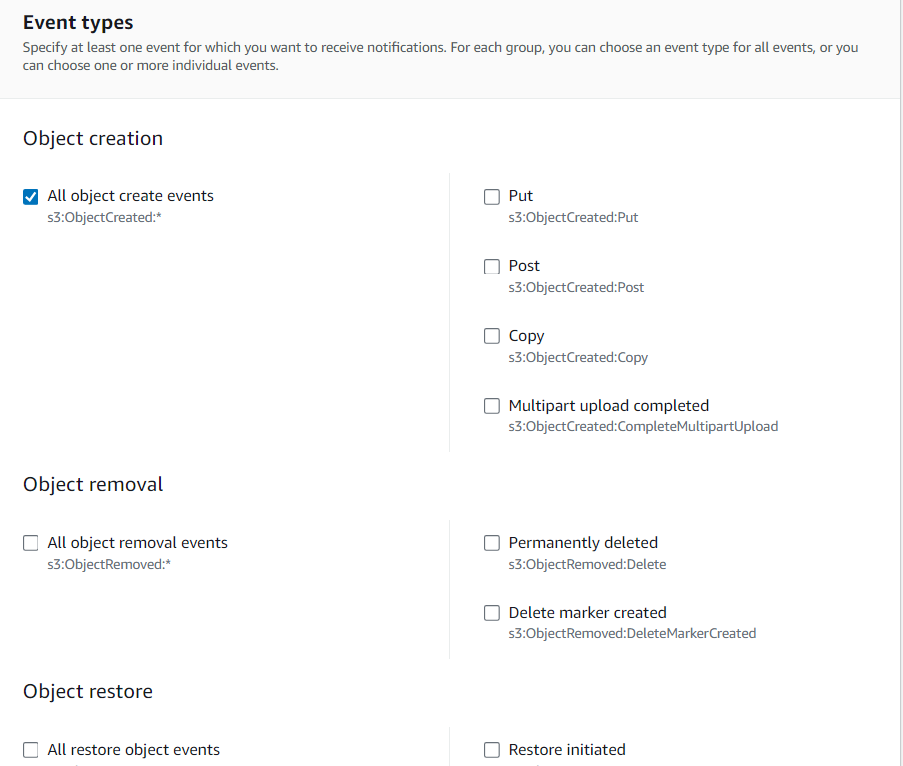 Event types
Specify at least one event for which you want to receive notifications. For each group, you can choose an event type for all events, or you
can choose one or more individual events.
Object creation
All object create events
s3:ObjectCreated:*
Put
s3:ObjectCreated:Put
Post
s3:ObjectCreated:Post
Copy
s3:ObjectCreated:Copy
Multipart upload completed
s3:ObjectCreated:CompleteMultipartUpload
Object removal
All object removal events
s3:ObjectRemoved:*
Permanently deleted
s3:ObjectRemoved:Delete
Delete marker created
s3:ObjectRemoved:DeleteMarkerCreated
Object restore
All restore object events
Restore initiated